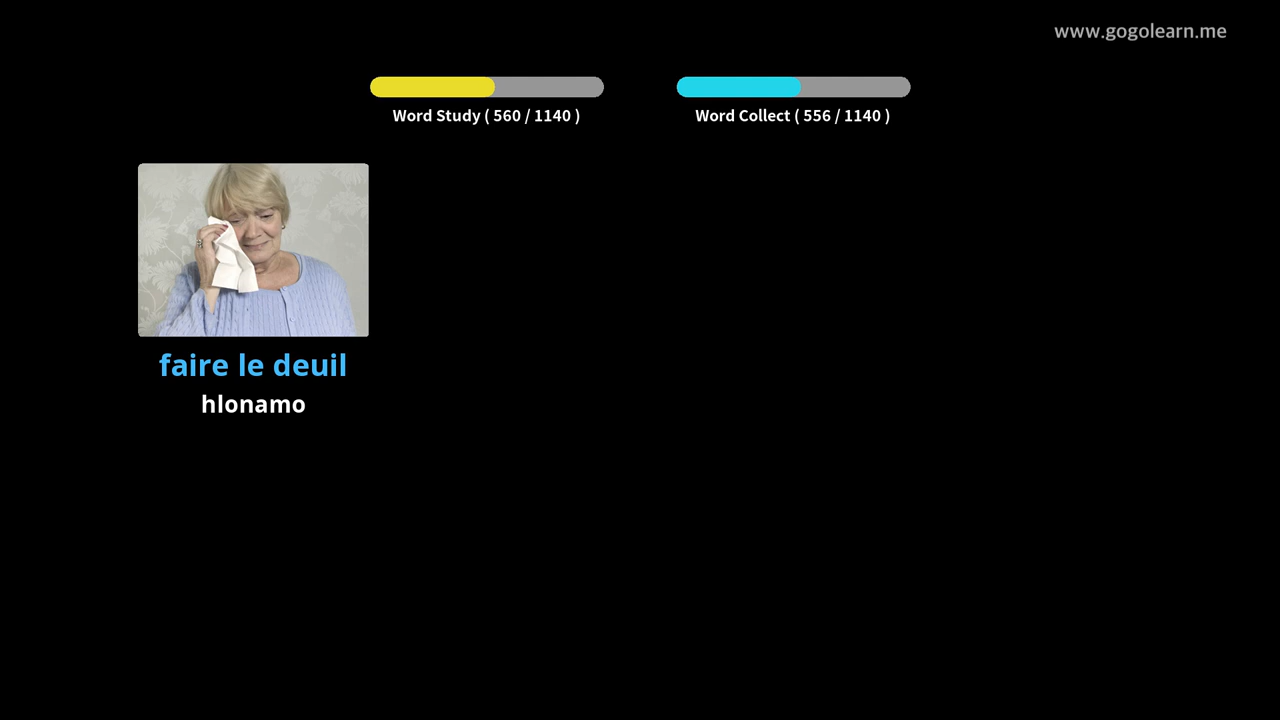 www.gogolearn.me
Word Study ( 560 / 1140 )
Word Collect ( 556 / 1140 )
faire le deuil
hlonamo